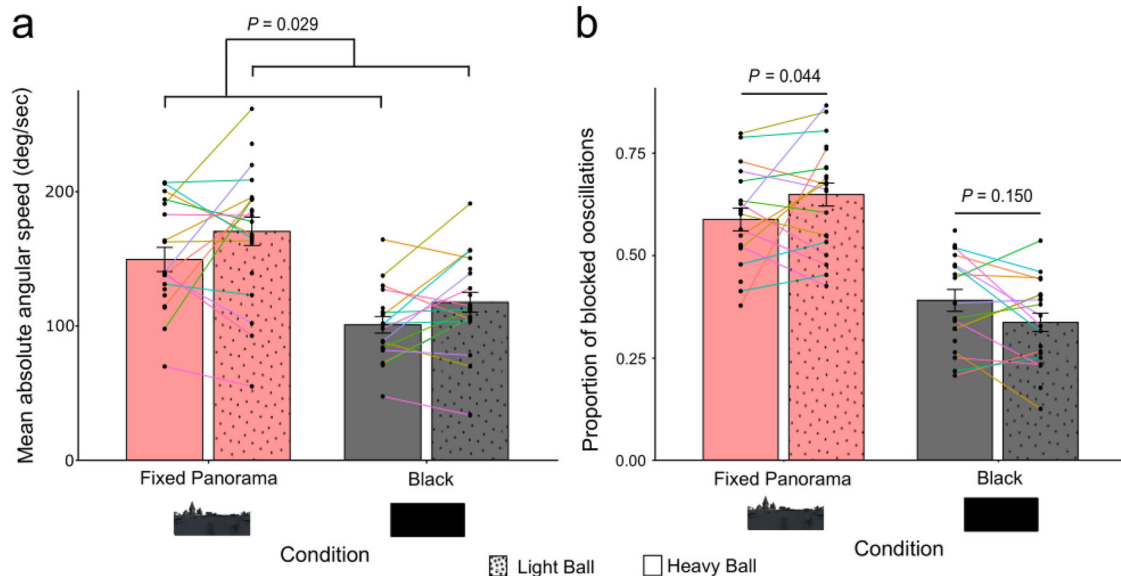 a
P = 0.029
Mean absolute angular speed (deg/sec)
200
100
0
Fixed Panorama
Black
Condition
b
P = 0.044
P = 0.150
Proportion of blocked ooscillations
0.75
0.50
0.25
0.00
Fixed Panorama
Black
Condition
Light Ball
Heavy Ball